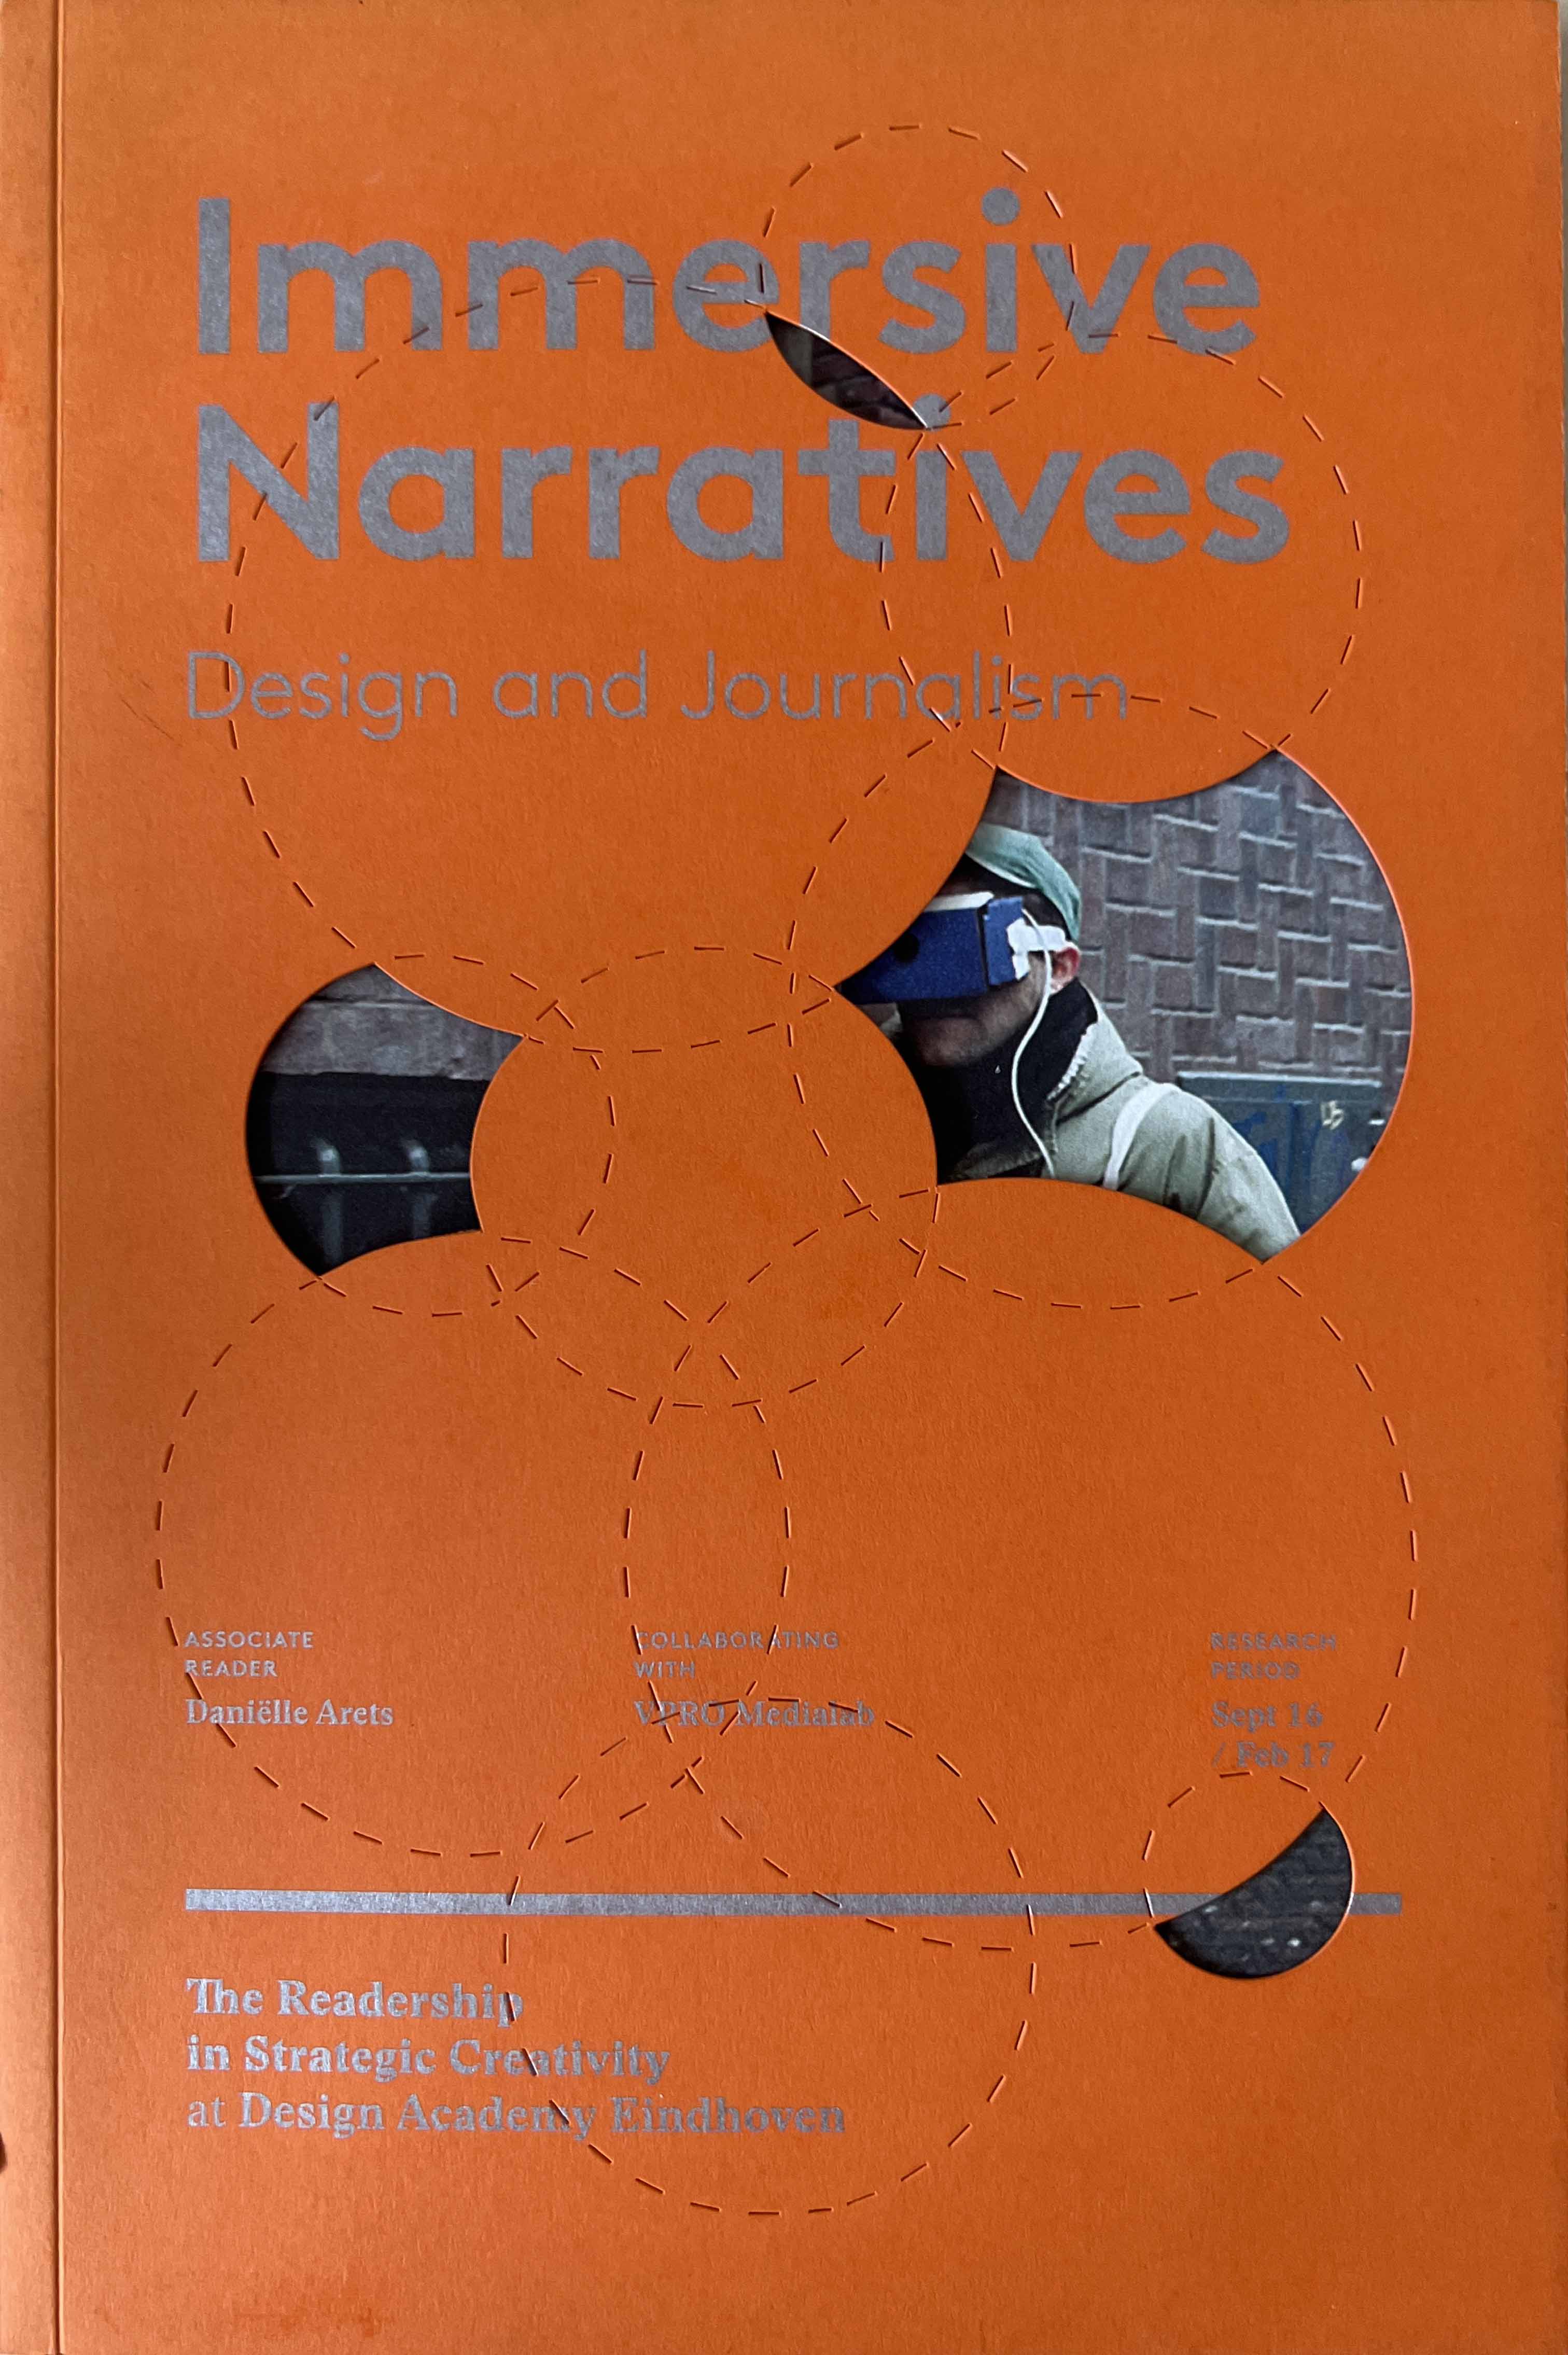 Immersive
Narratives
Design and Journalism
ASSOCIATE
READER
Daniëlle Arets
COLLABORATING
WITH
VPRO Medialab
RESEARCH
PERIOD
Sept 16
/ Feb 17
The Readership
in Strategic Creativity
at Design Academy Eindhoven